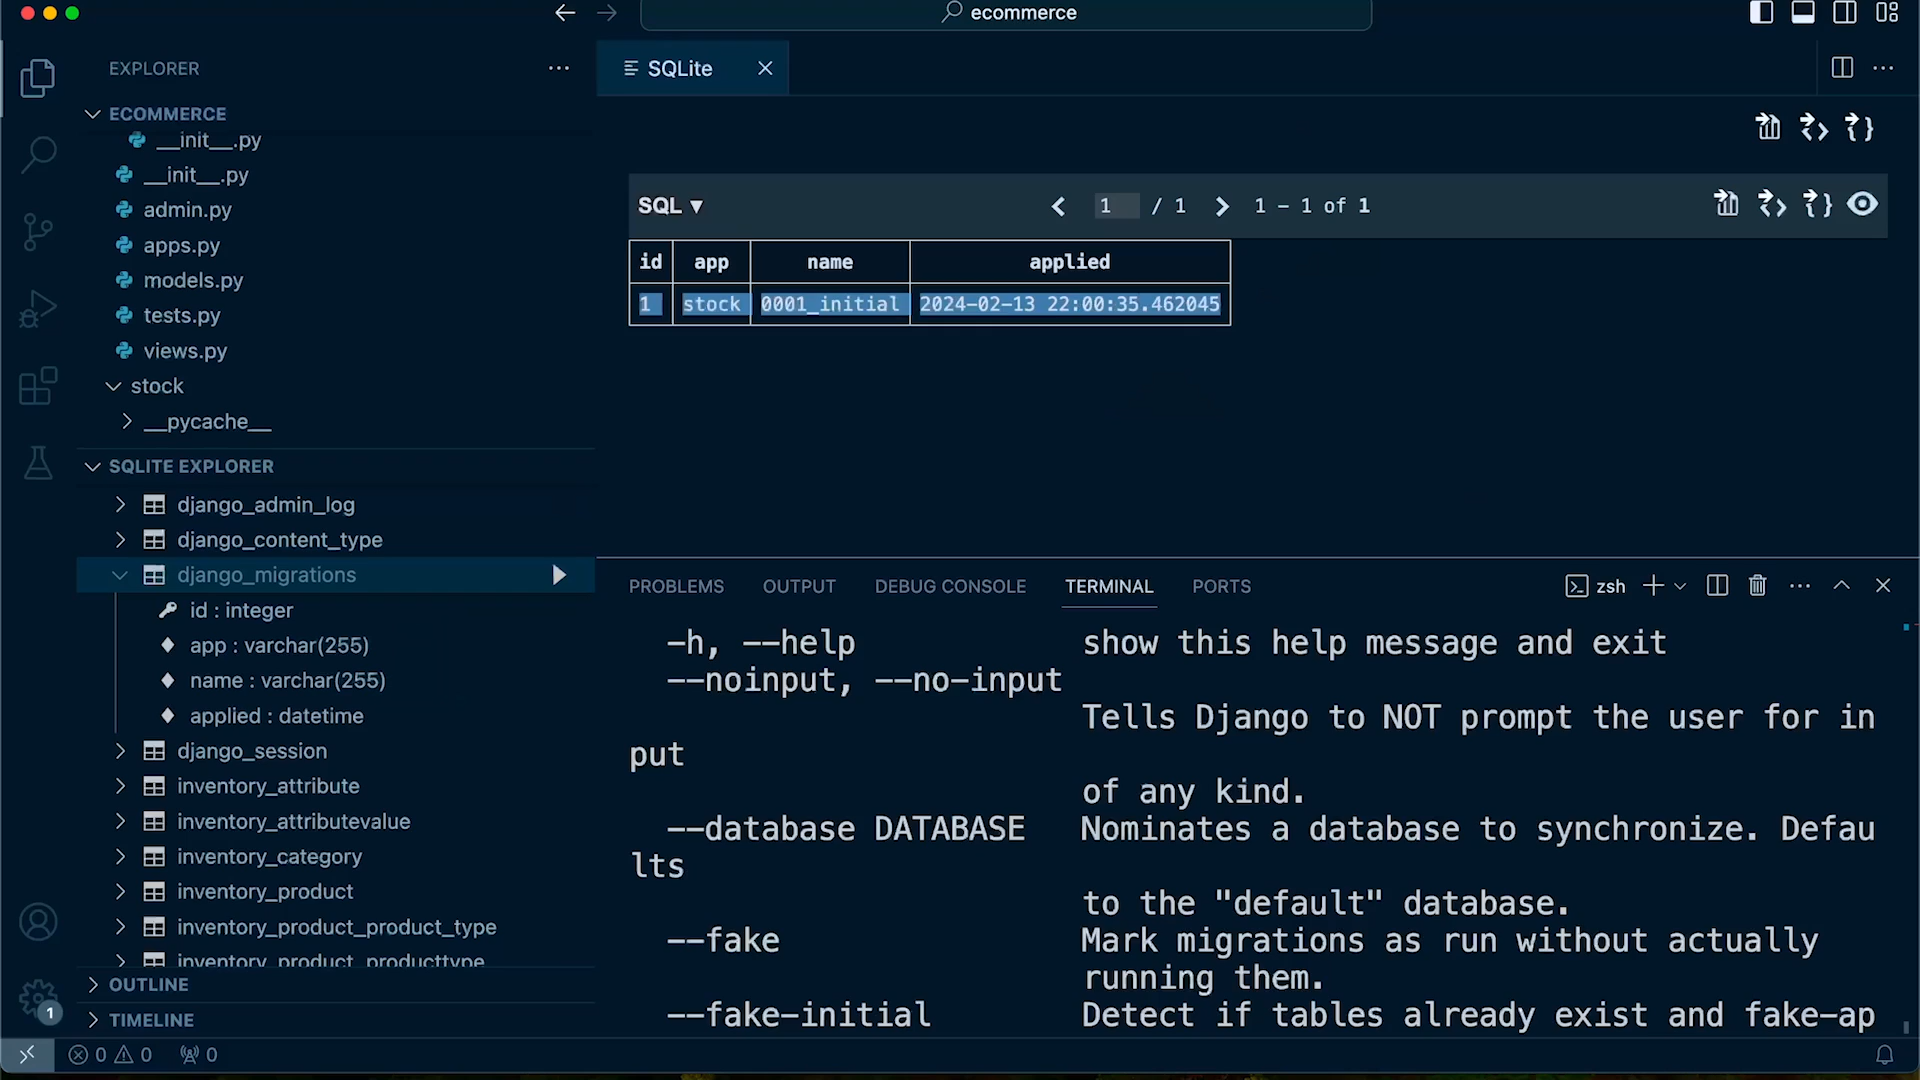 ecommerce
EXPLORER
ECOMMERCE
__init__.py
__init__.py
admin.py
apps.py
models.py
tests.py
views.py
stock
__pycache__
SQLITE EXPLORER
django_admin_log
django_content_type
django_migrations
id : integer
app : varchar(255)
name : varchar(255)
applied : datetime
django_session
inventory_attribute
inventory_attributevalue
inventory_category
inventory_product
inventory_product_product_type
inventory_product_producttype
OUTLINE
TIMELINE
1
0 0 0
SQLite
SQL ▼ 1 / 1 1 - 1 of 1
id app name applied
1 stock 0001_initial 2024-02-13 22:00:35.462045
PROBLEMS OUTPUT DEBUG CONSOLE TERMINAL PORTS zsh
-h, --help show this help message and exit
--noinput, --no-input
Tells Django to NOT prompt the user for in
put
of any kind.
--database DATABASE Nominates a database to synchronize. Defau
lts
to the "default" database.
--fake Mark migrations as run without actually
running them.
--fake-initial Detect if tables already exist and fake-ap